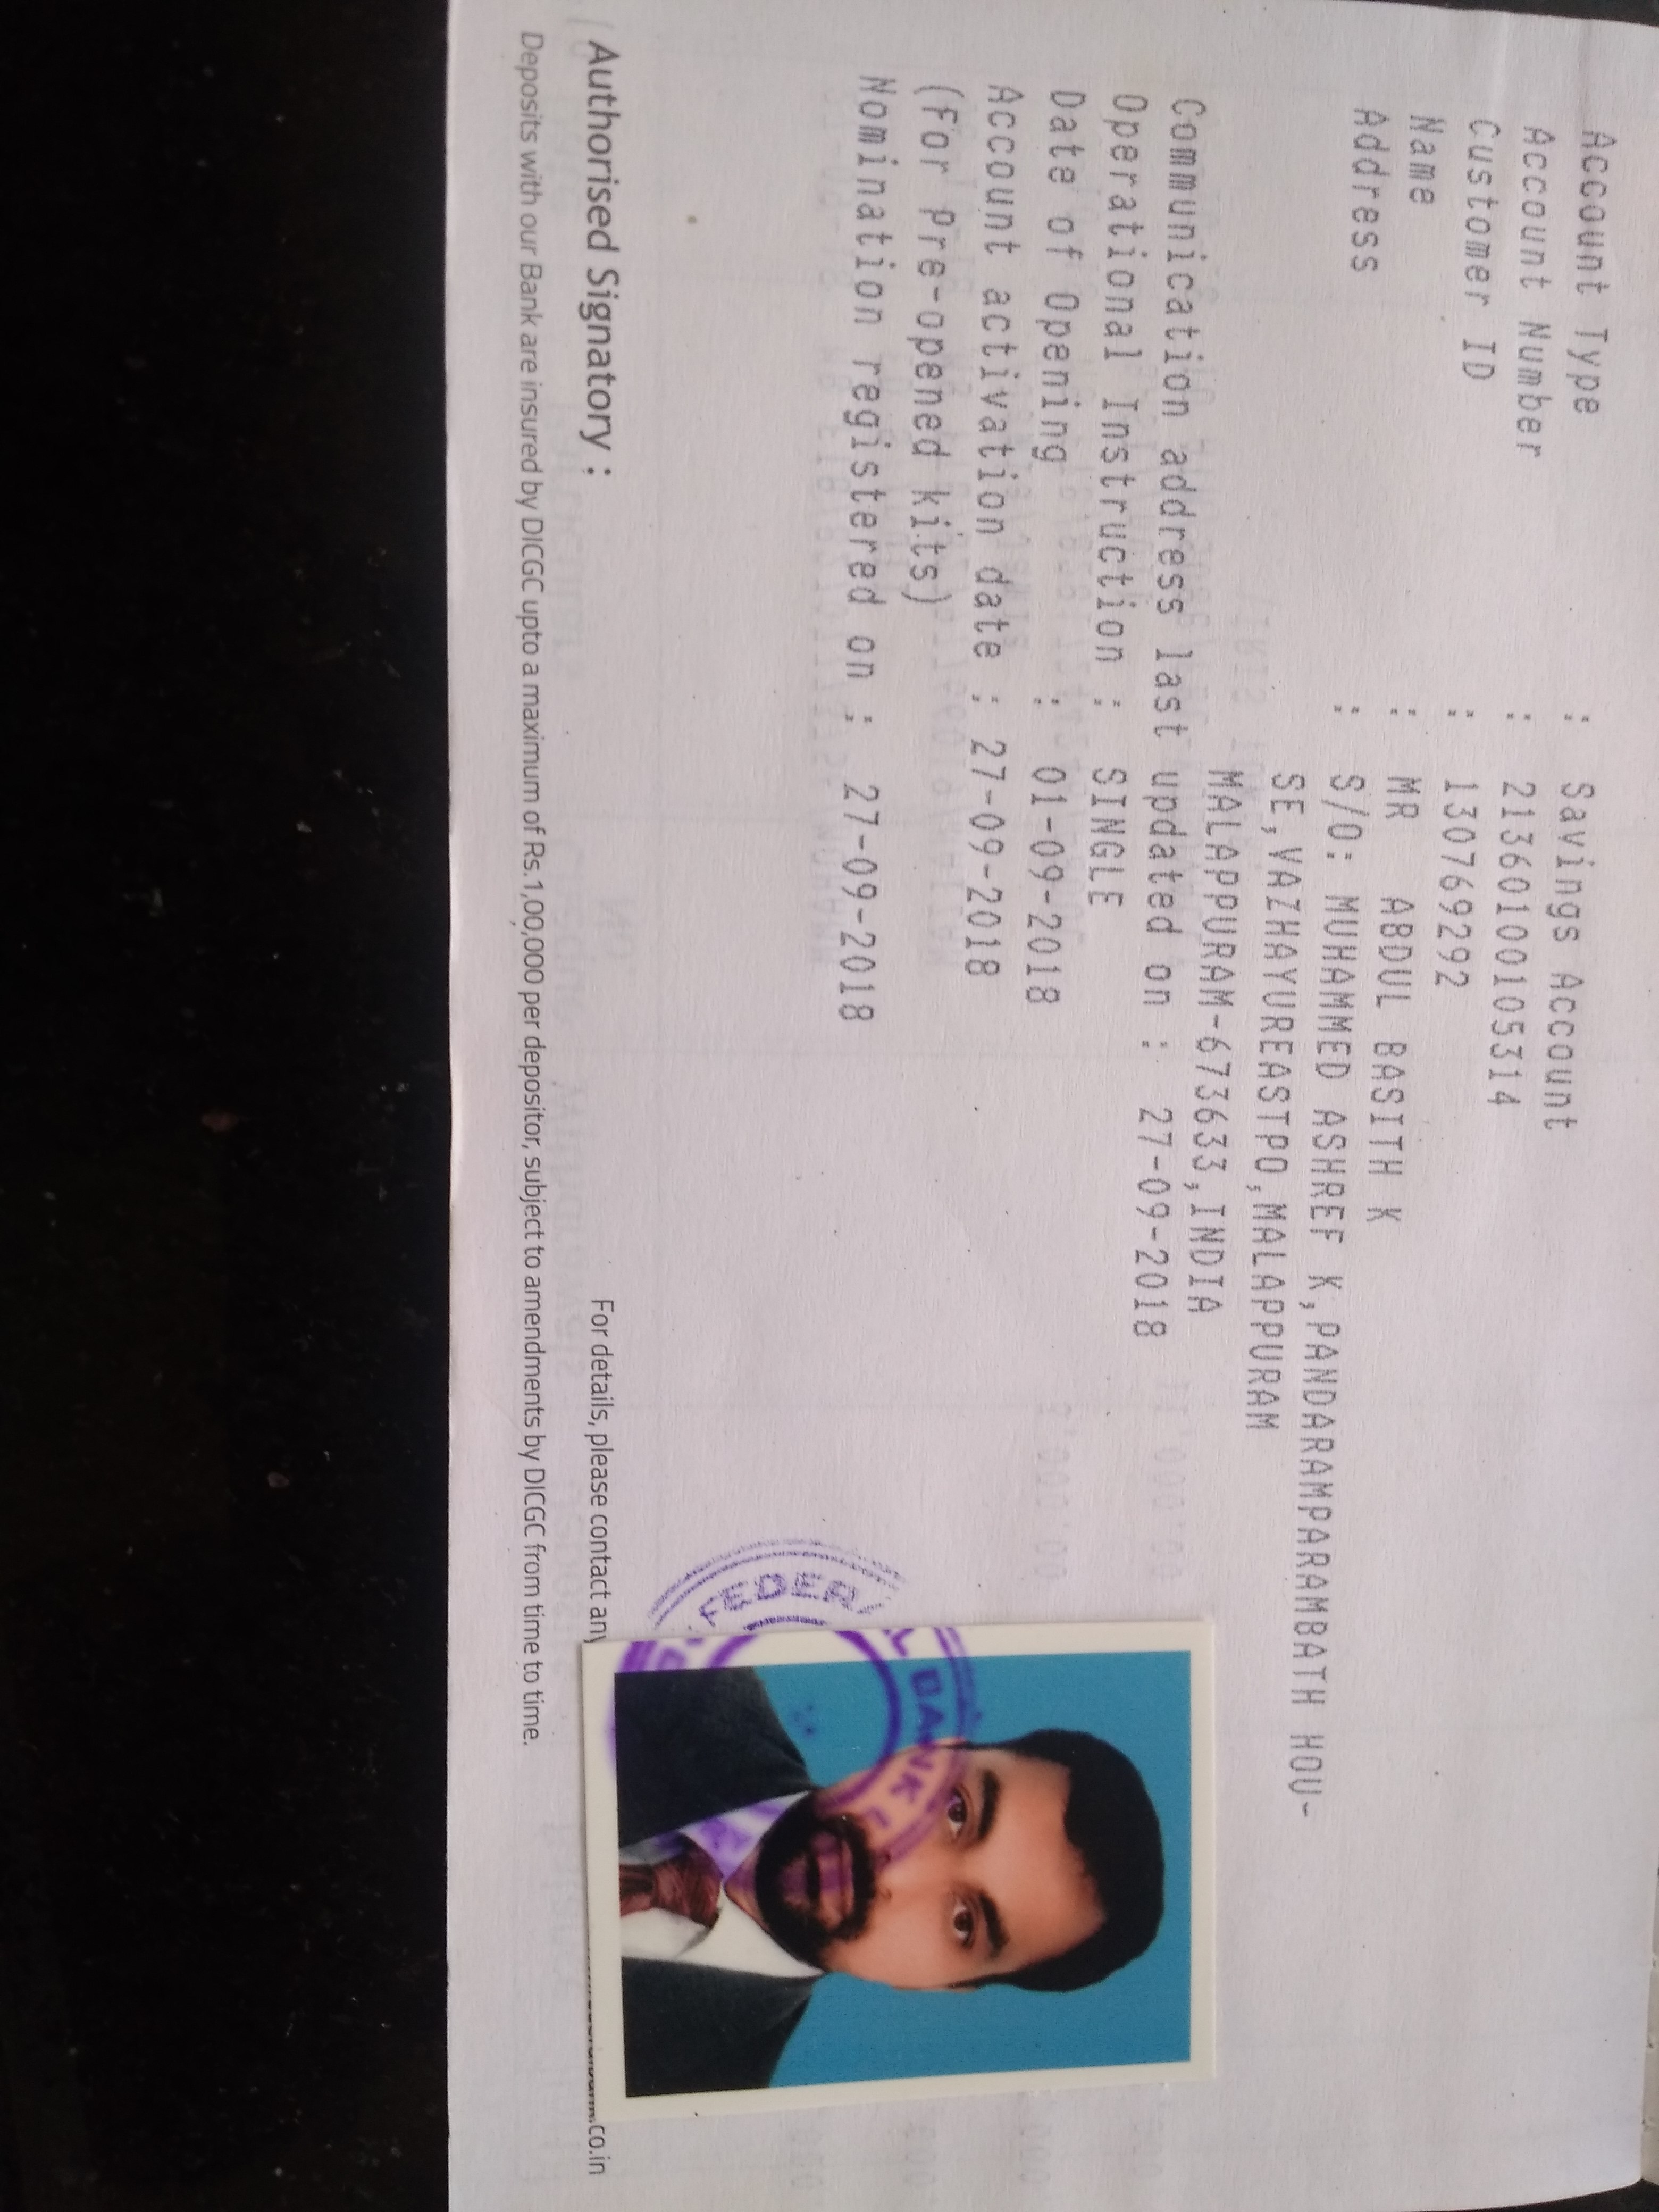 Account Type : Savings Account
Account Number : 21360100105314
Customer ID : 130769292
Name : MR ABDUL BASITH K
Address : S/O: MUHAMMED ASHREF K,PANDARAMPARAMBATH HOU-
SE,VAZHAYUREASTPO,MALAPPURAM
MALAPPURAM-673633,INDIA
Communication address last updated on : 27-09-2018
Operational Instruction : SINGLE
Date of Opening : 01-09-2018
Account activation date : 27-09-2018
(For Pre-opened kits)
Nomination registered on : 27-09-2018
FEDERAL BANK L
Authorised Signatory :
For details, please contact any
.co.in
Deposits with our Bank are insured by DICGC upto a maximum of Rs.1,00,000 per depositor, subject to amendments by DICGC from time to time.